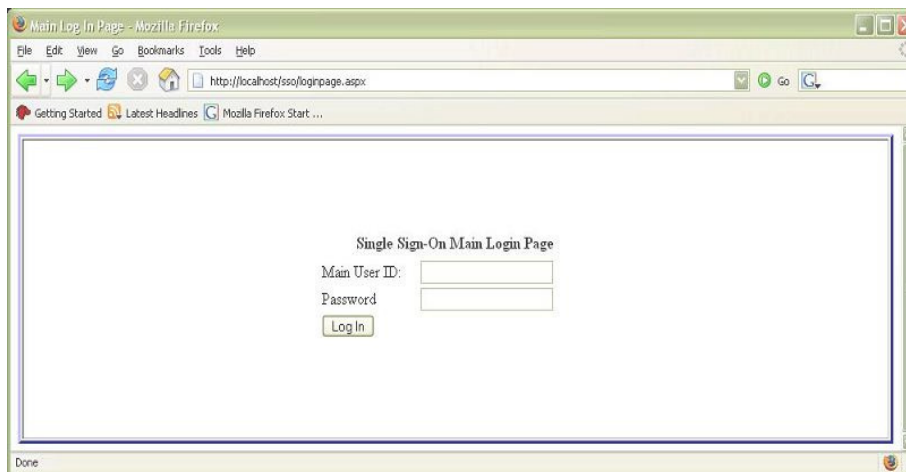 Main Log In Page - Mozilla Firefox
File Edit View Go Bookmarks Tools Help
http://localhost/sso/loginpage.aspx Go G
Getting Started Latest Headlines G Mozilla Firefox Start ...
Single Sign-On Main Login Page
Main User ID:
Password
Log In
Done